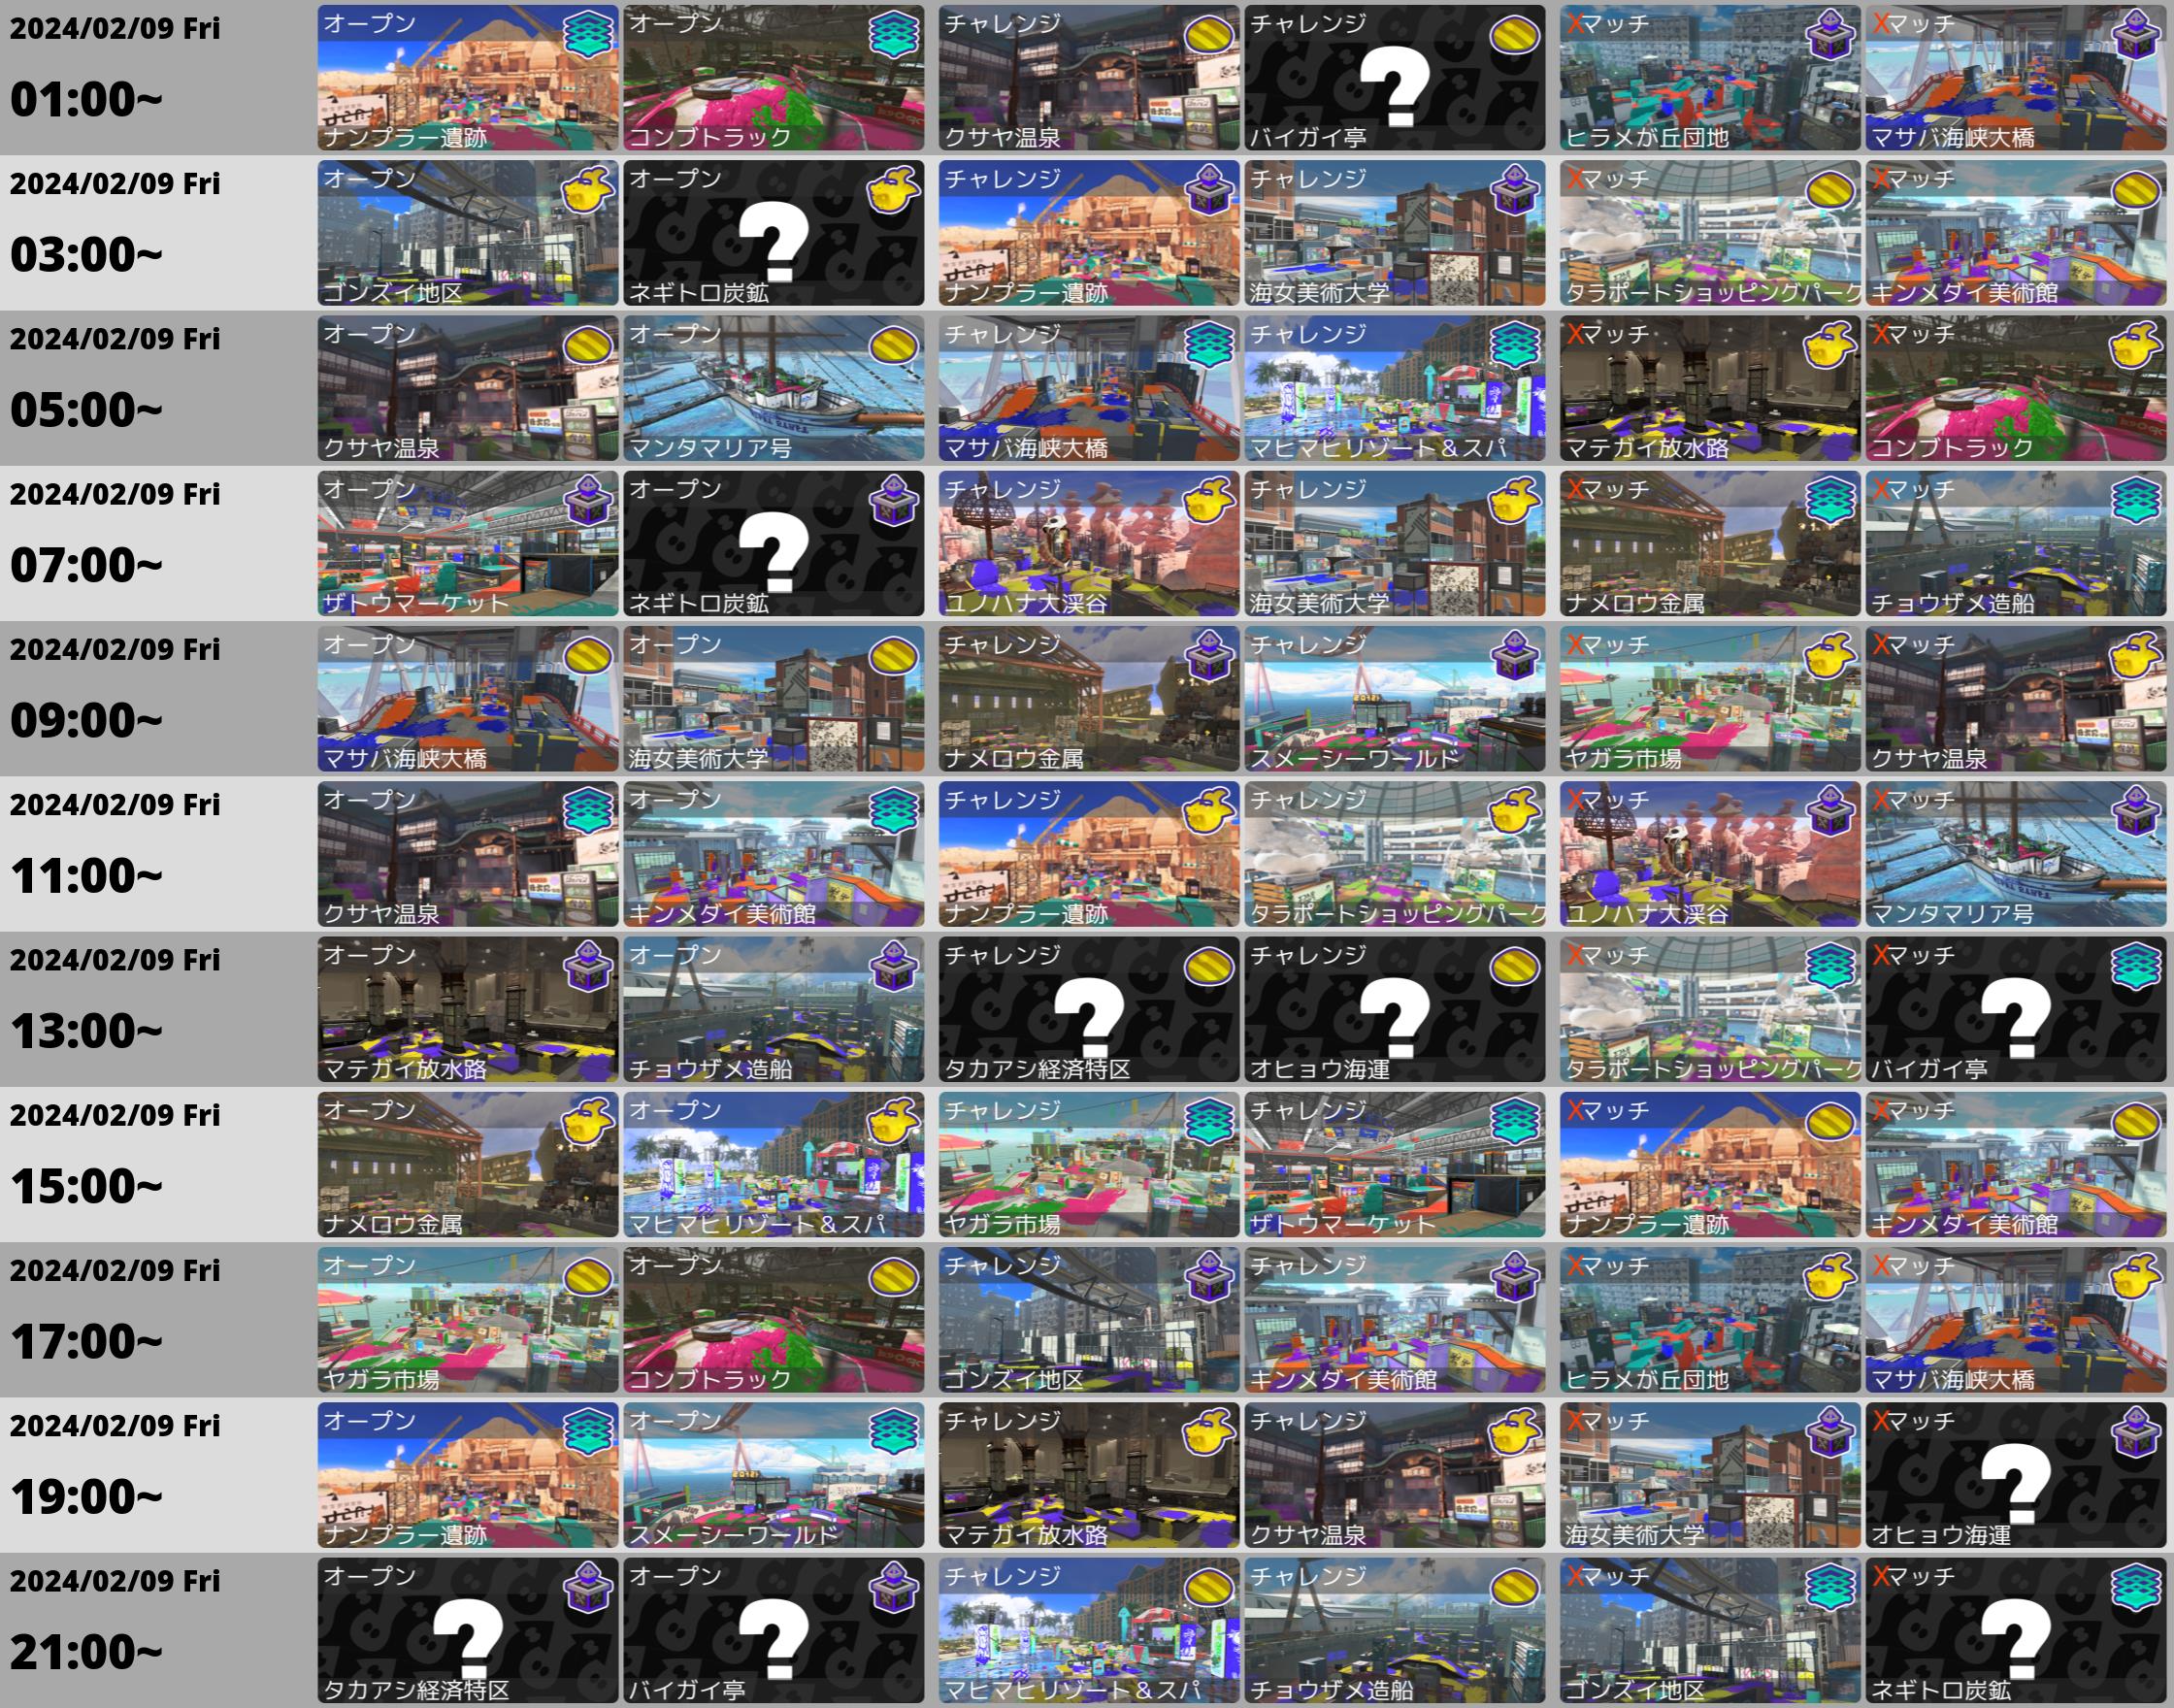 2024/02/09 Fri
01:00~
オープン オープン チャレンジ チャレンジ Xマッチ Xマッチ
ナンプラー遺跡 コンブトラック クサヤ温泉 バイガイ亭 ヒラメが丘団地 マサバ海峡大橋
2024/02/09 Fri
03:00~
オープン オープン チャレンジ チャレンジ Xマッチ Xマッチ
ゴンズイ地区 ネギトロ炭鉱 ナンプラー遺跡 海女美術大学 タラポートショッピングパーク キンメダイ美術館
2024/02/09 Fri
05:00~
オープン オープン チャレンジ チャレンジ Xマッチ Xマッチ
クサヤ温泉 マンタマリア号 マサバ海峡大橋 マヒマヒリゾート＆スパ マテガイ放水路 コンブトラック
2024/02/09 Fri
07:00~
オープン オープン チャレンジ チャレンジ Xマッチ Xマッチ
ザトウマーケット ネギトロ炭鉱 ユノハナ大渓谷 海女美術大学 ナメロウ金属 チョウザメ造船
2024/02/09 Fri
09:00~
オープン オープン チャレンジ チャレンジ Xマッチ Xマッチ
マサバ海峡大橋 海女美術大学 ナメロウ金属 スメーシーワールド ヤガラ市場 クサヤ温泉
2024/02/09 Fri
11:00~
オープン オープン チャレンジ チャレンジ Xマッチ Xマッチ
クサヤ温泉 キンメダイ美術館 ナンプラー遺跡 タラポートショッピングパーク ユノハナ大渓谷 マンタマリア号
2024/02/09 Fri
13:00~
オープン オープン チャレンジ チャレンジ Xマッチ Xマッチ
マテガイ放水路 チョウザメ造船 タカアシ経済特区 オヒョウ海運 タラポートショッピングパーク バイガイ亭
2024/02/09 Fri
15:00~
オープン オープン チャレンジ チャレンジ Xマッチ Xマッチ
ナメロウ金属 マヒマヒリゾート＆スパ ヤガラ市場 ザトウマーケット ナンプラー遺跡 キンメダイ美術館
2024/02/09 Fri
17:00~
オープン オープン チャレンジ チャレンジ Xマッチ Xマッチ
ヤガラ市場 コンブトラック ゴンズイ地区 キンメダイ美術館 ヒラメが丘団地 マサバ海峡大橋
2024/02/09 Fri
19:00~
オープン オープン チャレンジ チャレンジ Xマッチ Xマッチ
ナンプラー遺跡 スメーシーワールド マテガイ放水路 クサヤ温泉 海女美術大学 オヒョウ海運
2024/02/09 Fri
21:00~
オープン オープン チャレンジ チャレンジ Xマッチ Xマッチ
タカアシ経済特区 バイガイ亭 マヒマヒリゾート＆スパ チョウザメ造船 ゴンズイ地区 ネギトロ炭鉱